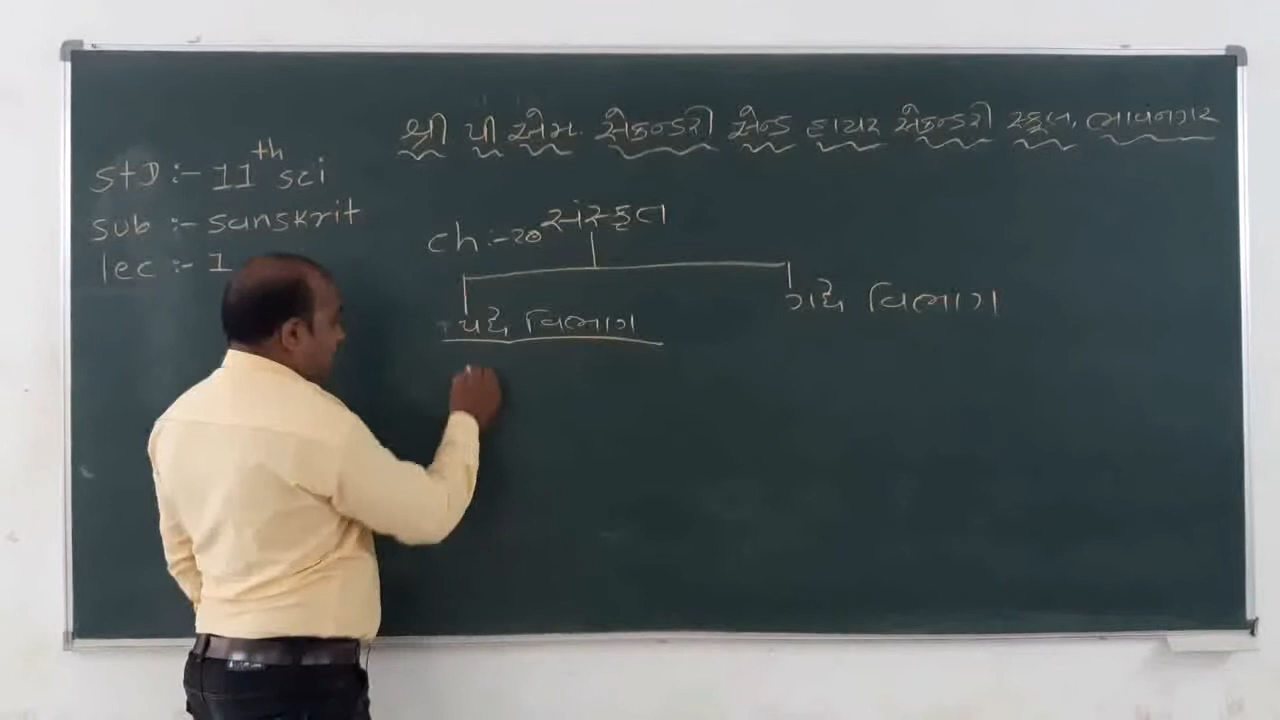 શ્રી પી એમ. સેકન્ડરી એન્ડ હાયર સેકન્ડરી સ્કૂલ, ભાવનગર
STD :- 11th sci
sub :- sanskrit
lec :- 1
ch :- 20 સંસ્કૃત
પદ્ય વિભાગ
ગદ્ય વિભાગ